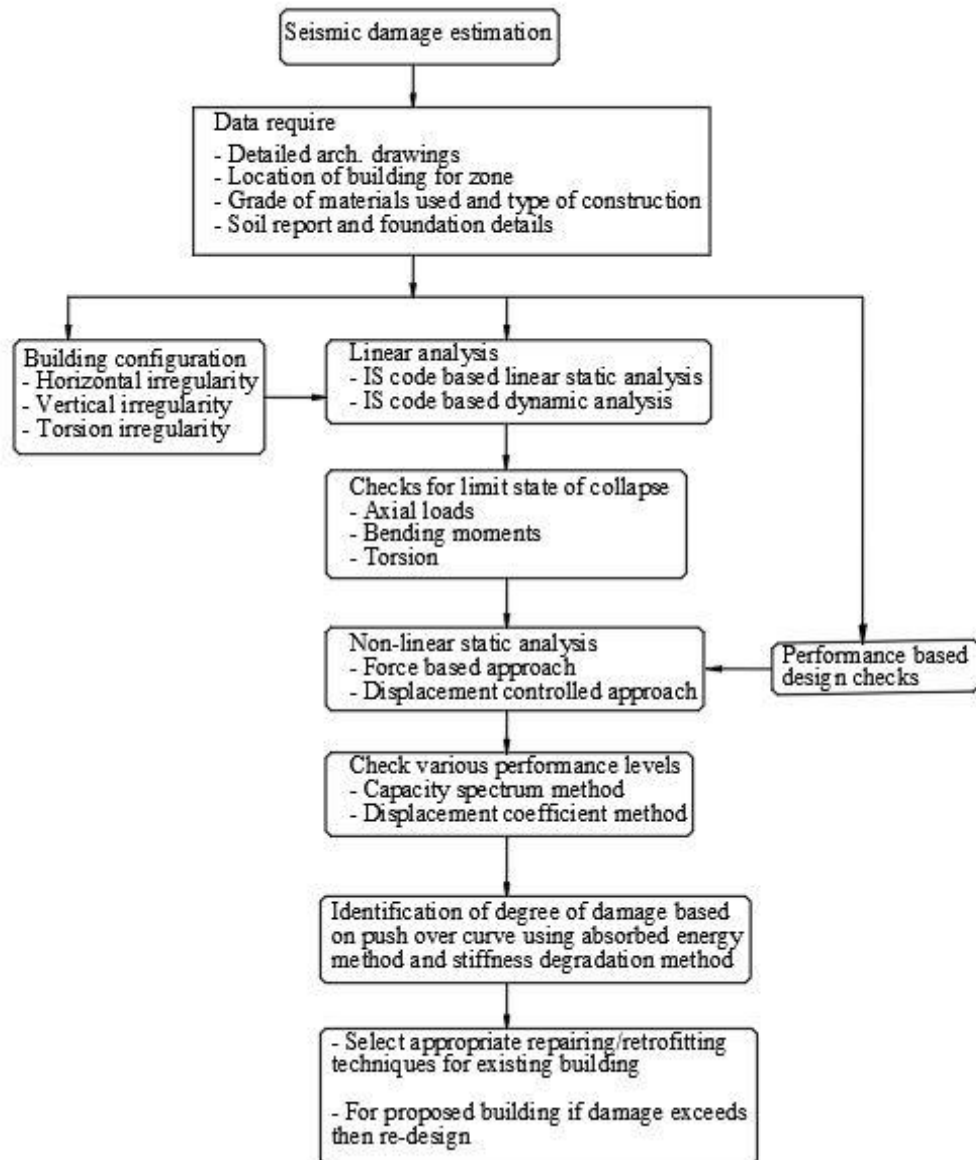 Seismic damage estimation
Data require
- Detailed arch. drawings
- Location of building for zone
- Grade of materials used and type of construction
- Soil report and foundation details
Building configuration
- Horizontal irregularity
- Vertical irregularity
- Torsion irregularity
Linear analysis
- IS code based linear static analysis
- IS code based dynamic analysis
Checks for limit state of collapse
- Axial loads
- Bending moments
- Torsion
Non-linear static analysis
- Force based approach
- Displacement controlled approach
Performance based
design checks
Check various performance levels
- Capacity spectrum method
- Displacement coefficient method
Identification of degree of damage based
on push over curve using absorbed energy
method and stiffness degradation method
- Select appropriate repairing/retrofitting
techniques for existing building
- For proposed building if damage exceeds
then re-design